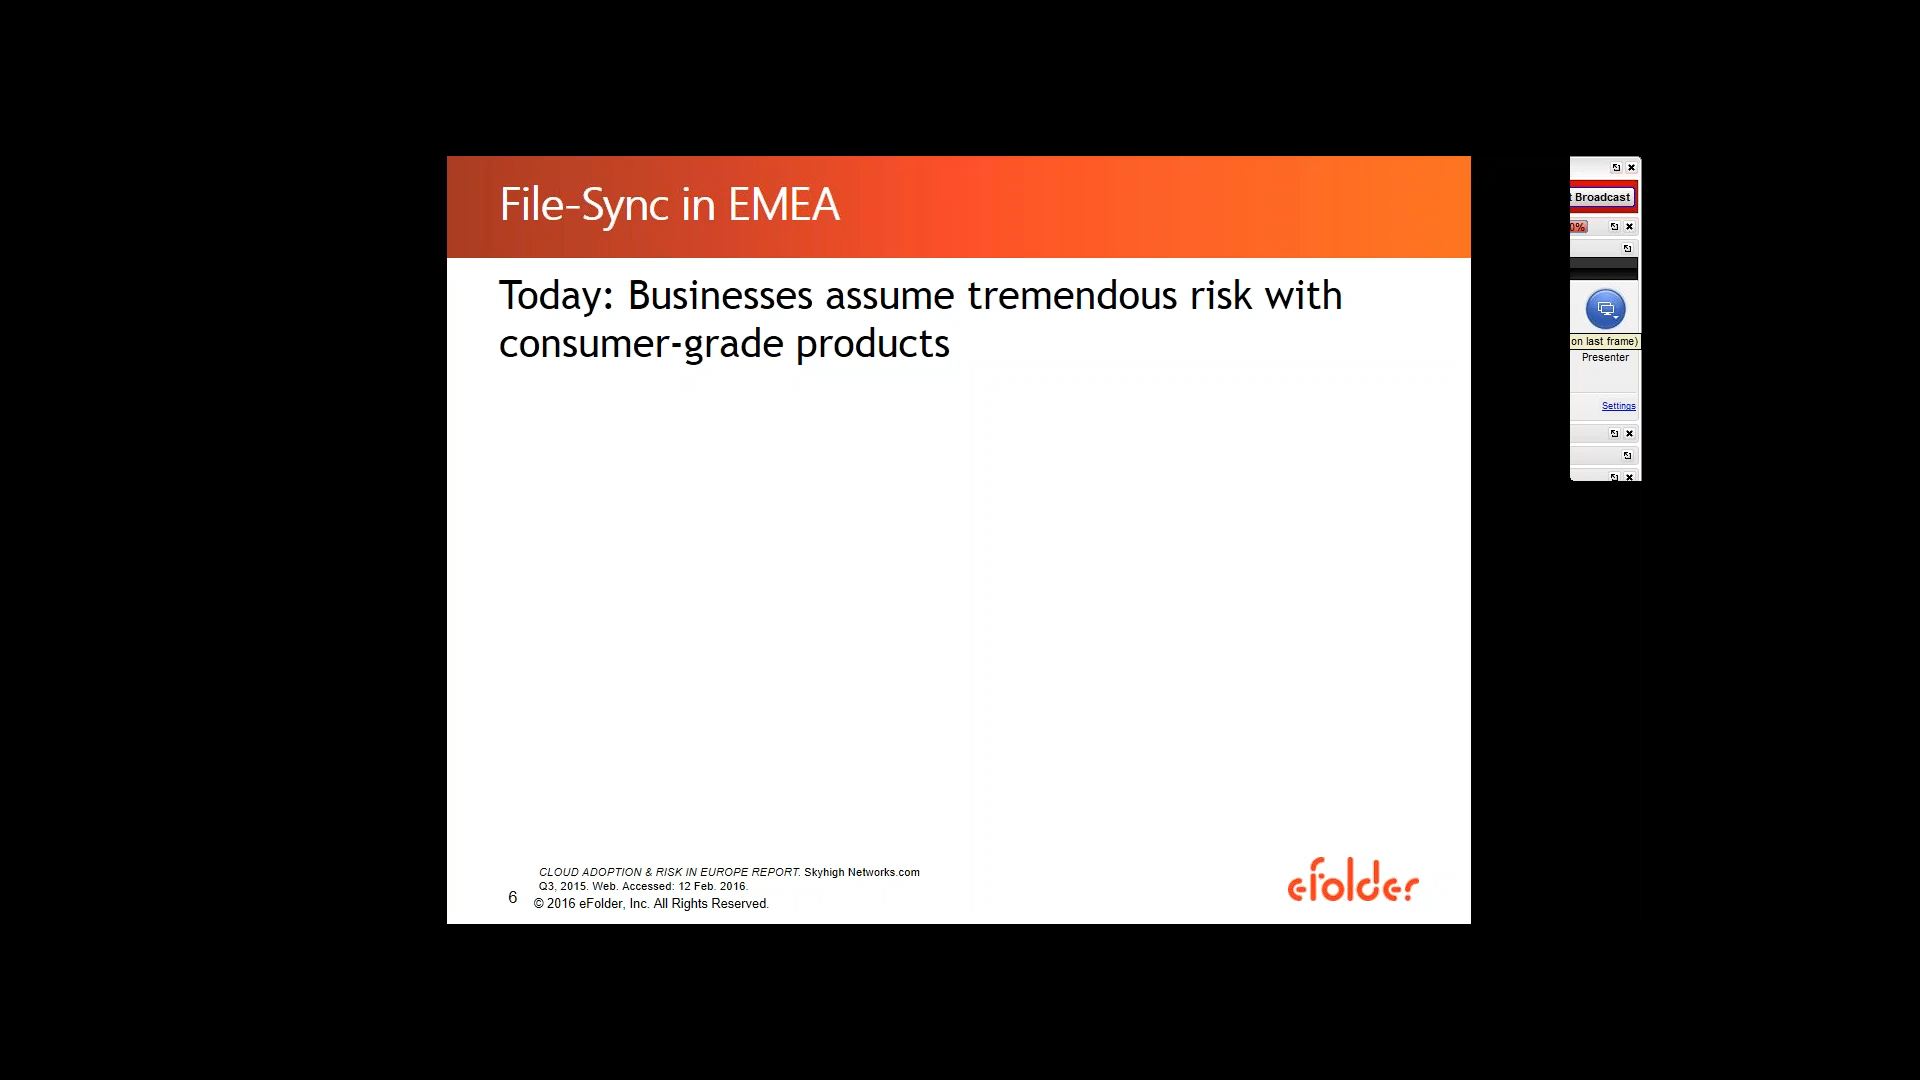 File-Sync in EMEA
Today: Businesses assume tremendous risk with
consumer-grade products
CLOUD ADOPTION & RISK IN EUROPE REPORT. Skyhigh Networks.com
Q3, 2015. Web. Accessed: 12 Feb. 2016.
6 © 2016 eFolder, Inc. All Rights Reserved.
efolder
t Broadcast
0%
on last frame)
Presenter
Settings